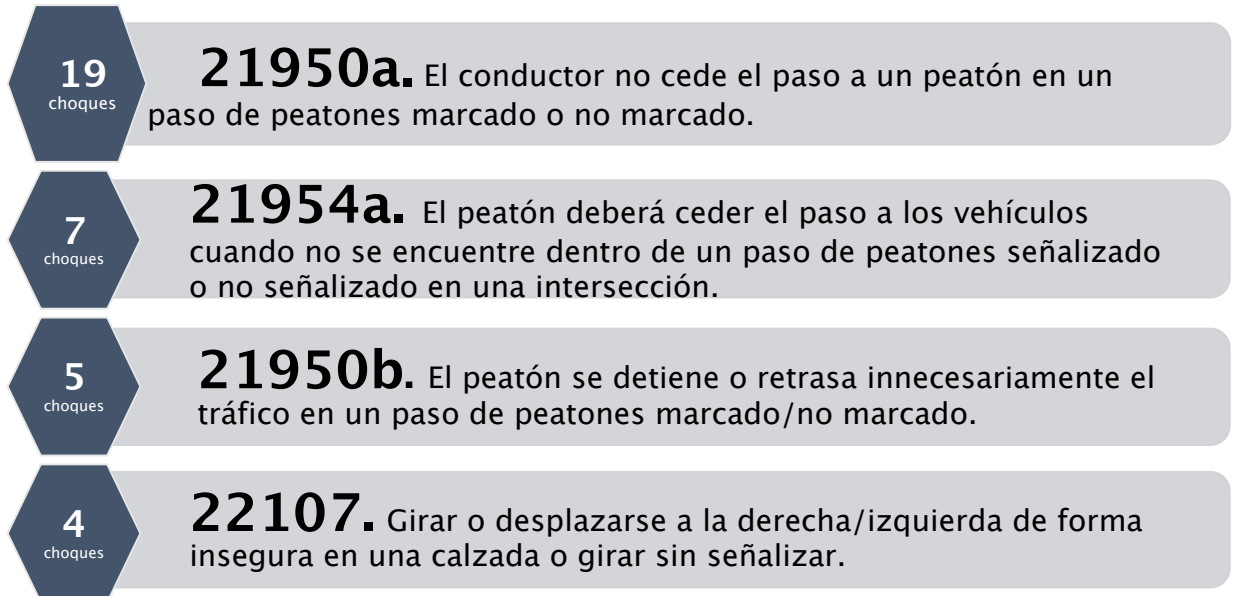 19
choques
21950a. El conductor no cede el paso a un peatón en un
paso de peatones marcado o no marcado.
7
choques
21954a. El peatón deberá ceder el paso a los vehículos
cuando no se encuentre dentro de un paso de peatones señalizado
o no señalizado en una intersección.
5
choques
21950b. El peatón se detiene o retrasa innecesariamente el
tráfico en un paso de peatones marcado/no marcado.
4
choques
22107. Girar o desplazarse a la derecha/izquierda de forma
insegura en una calzada o girar sin señalizar.